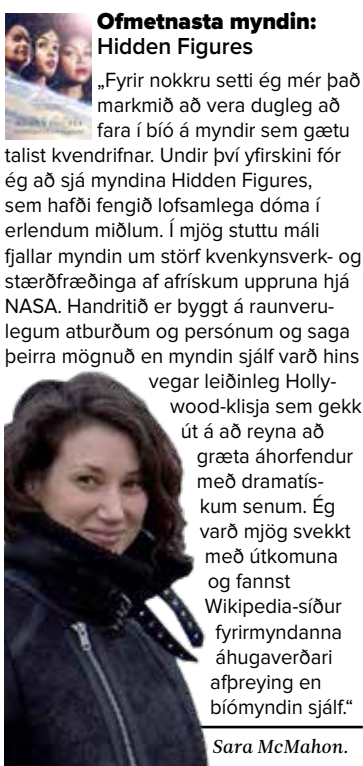 Ofmetnasta myndin:
Hidden Figures
„Fyrir nokkru setti ég mér það
markmið að vera dugleg að
fara í bíó á myndir sem gætu
talist kvendrifnar. Undir því yfirskini fór
ég að sjá myndina Hidden Figures,
sem hafði fengið lofsamlega dóma í
erlendum miðlum. Í mjög stuttu máli
fjallar myndin um störf kvenkynsverk- og
stærðfræðinga af afrískum uppruna hjá
NASA. Handritið er byggt á raunveru-
legum atburðum og persónum og saga
þeirra mögnuð en myndin sjálf varð hins
vegar leiðinleg Holly-
wood-klisja sem gekk
út á að reyna að
græta áhorfendur
með dramatís-
kum senum. Ég
varð mjög svekkt
með útkomuna
og fannst
Wikipedia-síður
fyrirmyndanna
áhugaverðari
afþreying en
bíómyndin sjálf.“
Sara McMahon.